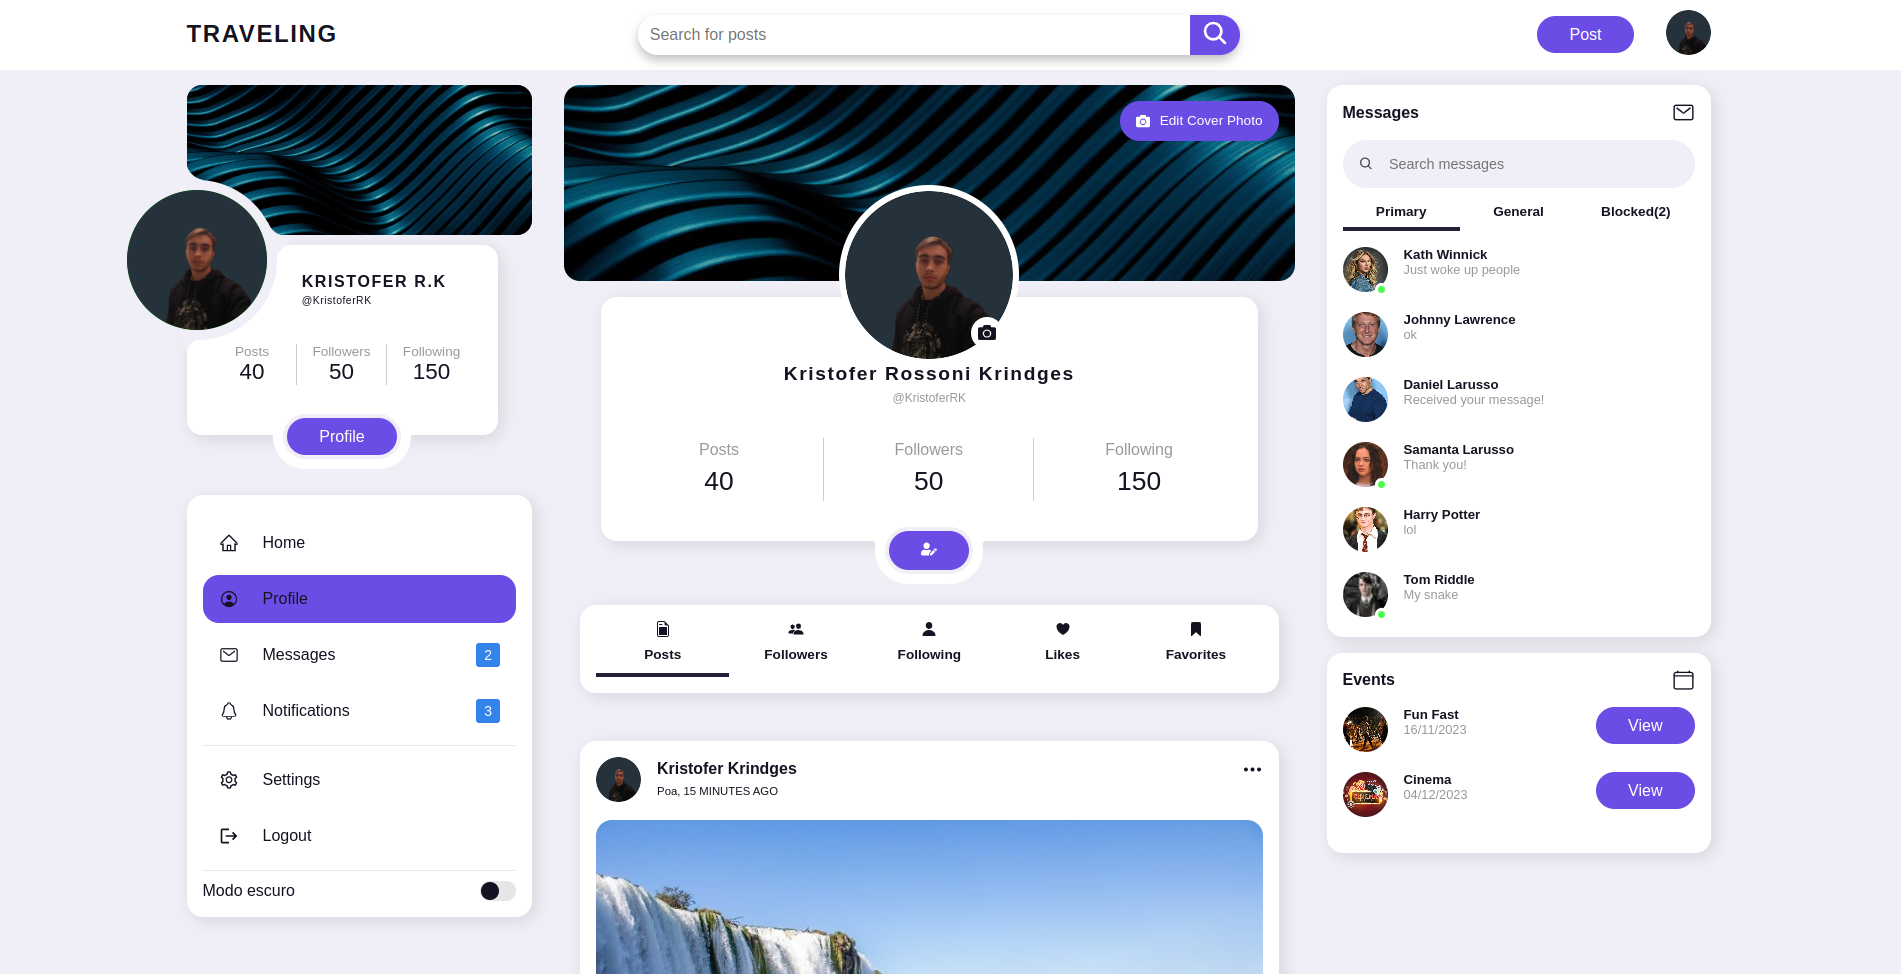 TRAVELING
Search for posts
Post
Edit Cover Photo
KRISTOFER R.K
@KristoferRK
Posts
40
Followers
50
Following
150
Profile
Home
Profile
Messages
2
Notifications
3
Settings
Logout
Modo escuro
Kristofer Rossoni Krindges
@KristoferRK
Posts
40
Followers
50
Following
150
Posts
Followers
Following
Likes
Favorites
Kristofer Krindges
Poa, 15 MINUTES AGO
Messages
Search messages
Primary
General
Blocked(2)
Kath Winnick
Just woke up people
Johnny Lawrence
ok
Daniel Larusso
Received your message!
Samanta Larusso
Thank you!
Harry Potter
lol
Tom Riddle
My snake
Events
Fun Fast
16/11/2023
View
Cinema
04/12/2023
View